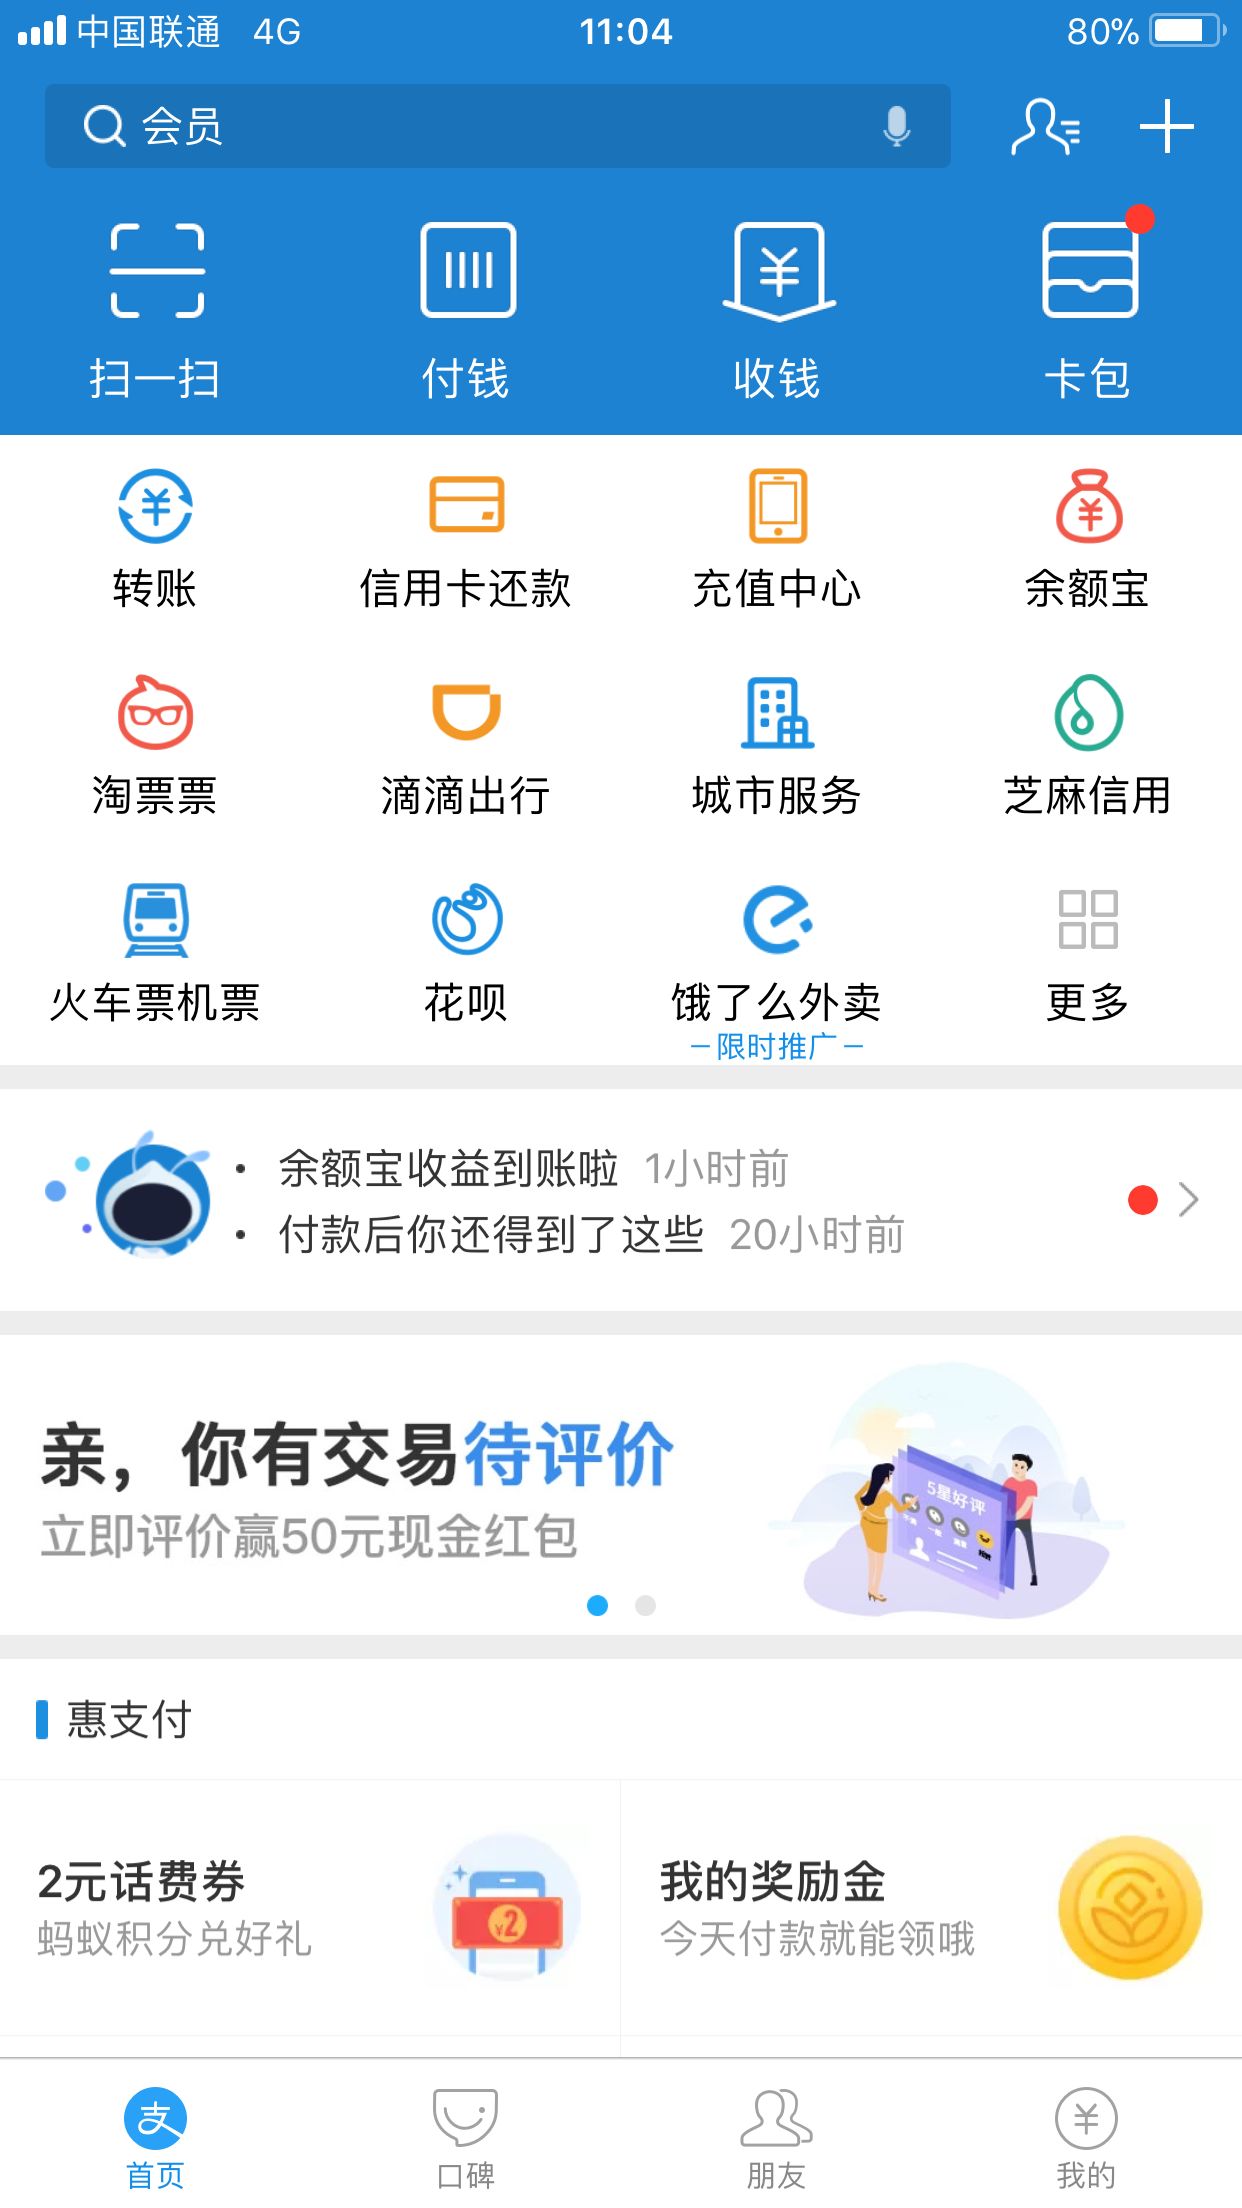 中国联通 4G 11:04 80%
会员
扫一扫 付钱 收钱 卡包
转账 信用卡还款 充值中心 余额宝
淘票票 滴滴出行 城市服务 芝麻信用
火车票机票 花呗 饿了么外卖 更多
限时推广
余额宝收益到账啦 1小时前
付款后你还得到了这些 20小时前
亲，你有交易待评价
立即评价赢50元现金红包
5星好评
惠支付
2元话费券
蚂蚁积分兑好礼
¥2
我的奖励金
今天付款就能领哦
首页 口碑 朋友 我的